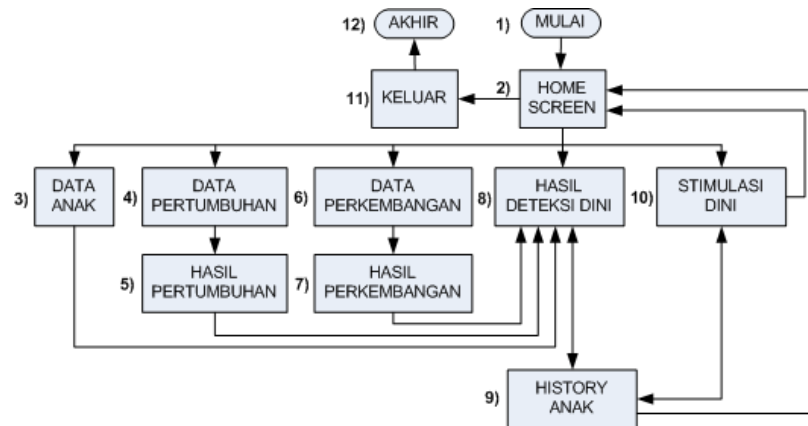 1) MULAI
2) HOME
SCREEN
3) DATA
ANAK
4) DATA
PERTUMBUHAN
5) HASIL
PERTUMBUHAN
6) DATA
PERKEMBANGAN
7) HASIL
PERKEMBANGAN
8) HASIL
DETEKSI DINI
9) HISTORY
ANAK
10) STIMULASI
DINI
11) KELUAR
12) AKHIR